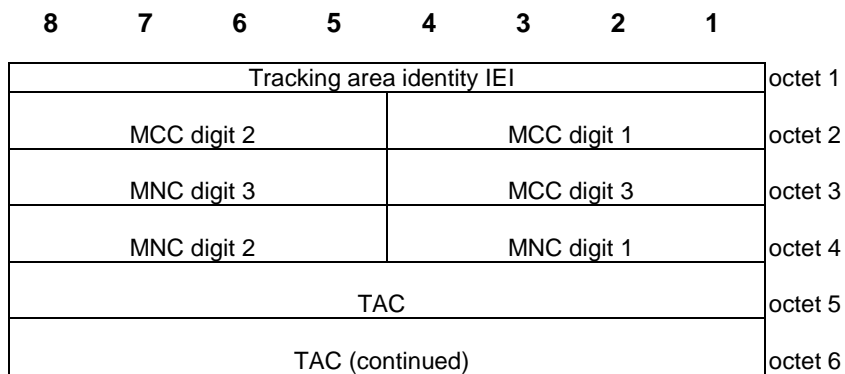 8 7 6 5 4 3 2 1
Tracking area identity IEI octet 1
MCC digit 2 MCC digit 1 octet 2
MNC digit 3 MCC digit 3 octet 3
MNC digit 2 MNC digit 1 octet 4
TAC octet 5
TAC (continued) octet 6